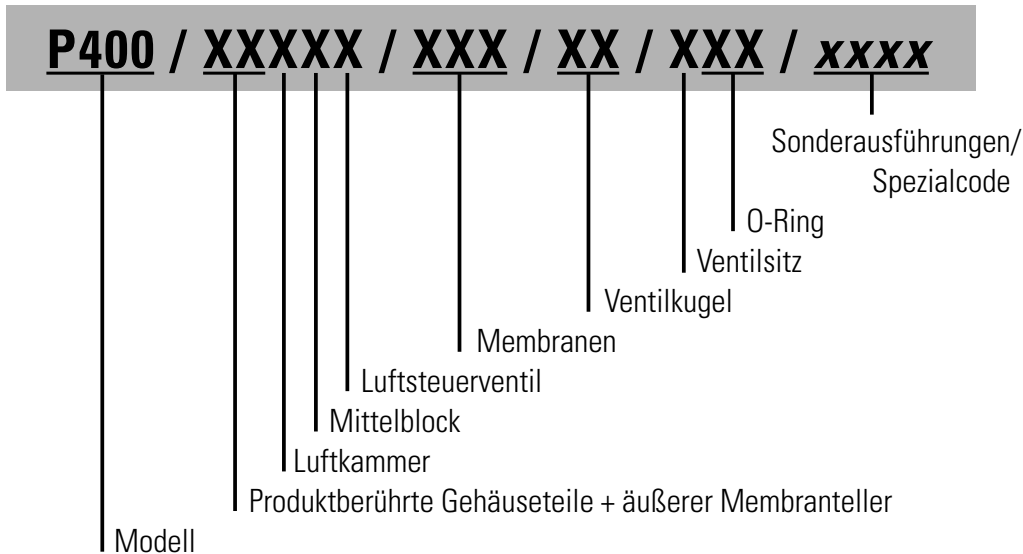 P400 / XXXXX / XXX / XX / XXX / xxxx
Sonderausführungen/
Spezialcode
O-Ring
Ventilsitz
Ventilkugel
Membranen
Luftsteuerventil
Mittelblock
Luftkammer
Produktberührte Gehäuseteile + äußerer Membranteller
Modell